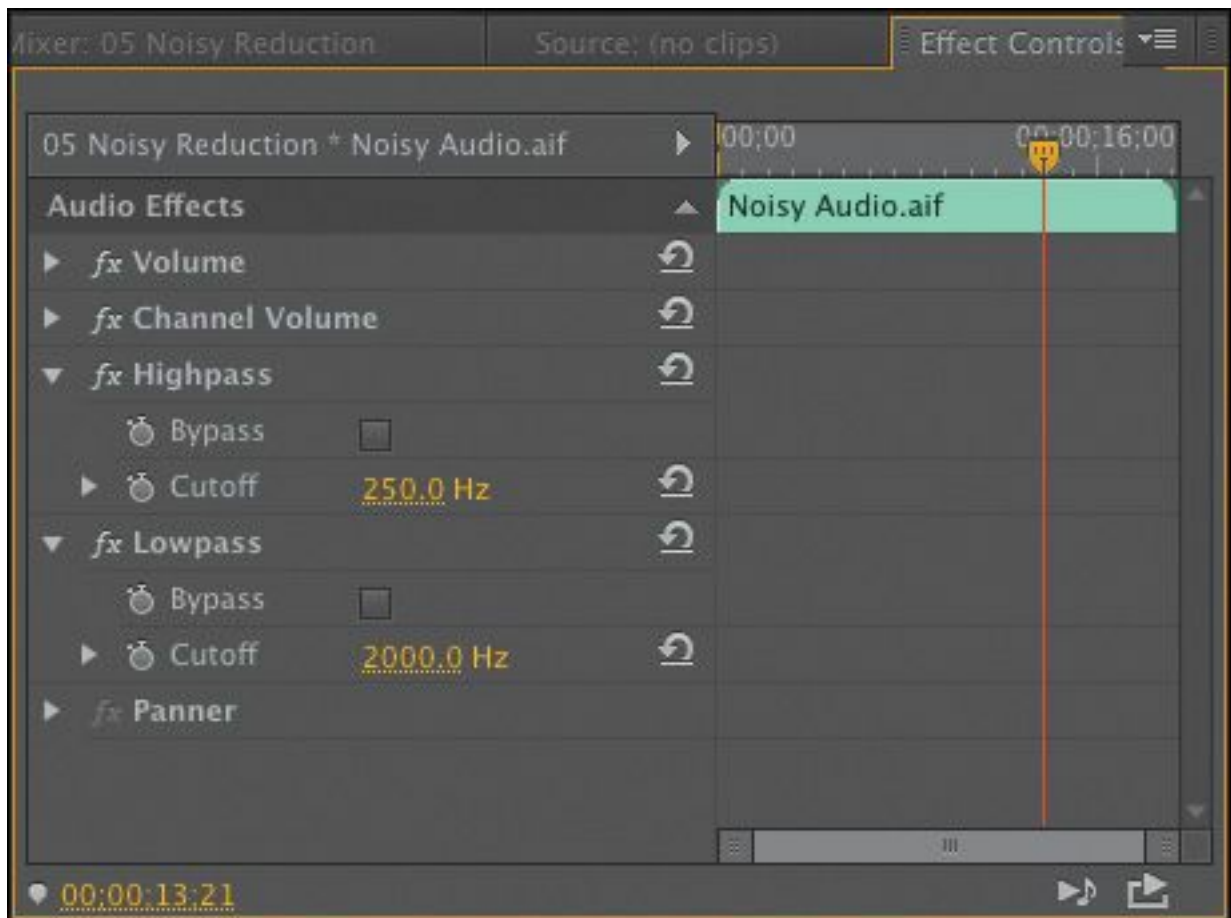 Mixer: 05 Noisy Reduction Source: (no clips) Effect Controls
05 Noisy Reduction * Noisy Audio.aif 00;00 00;00;16;00
Audio Effects Noisy Audio.aif
fx Volume
fx Channel Volume
fx Highpass
Bypass
Cutoff 250.0 Hz
fx Lowpass
Bypass
Cutoff 2000.0 Hz
fx Panner
00;00;13;21